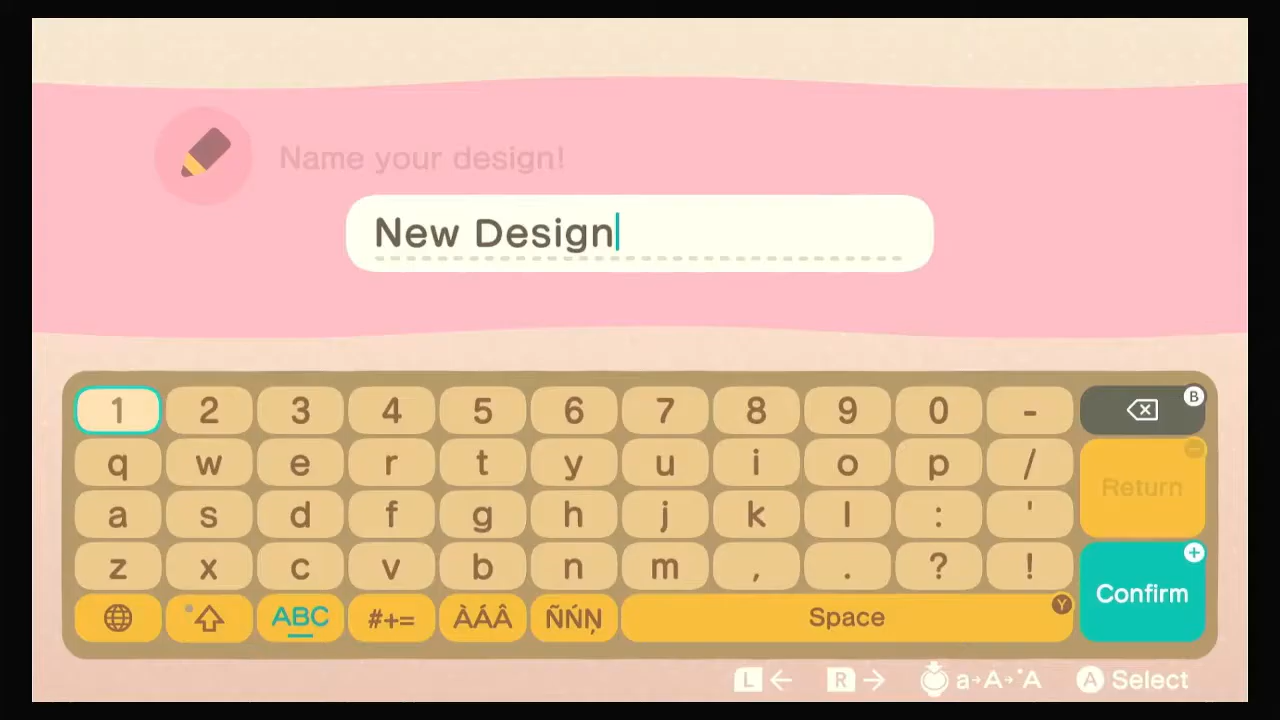 Name your design!
New Design
1 2 3 4 5 6 7 8 9 0 - B
q w e r t y u i o p / Return
a s d f g h j k l : '
z x c v b n m , . ? ! + Confirm
ABC #+= ÀÁÂ ÑŃŅ Space Y
L ← R → a→A→•A A Select